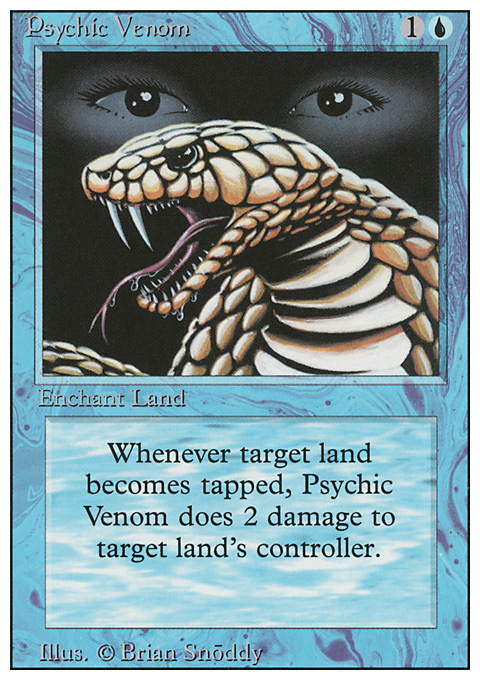 Psychic Venom 1
Enchant Land
Whenever target land
becomes tapped, Psychic
Venom does 2 damage to
target land's controller.
Illus. © Brian Snōddy